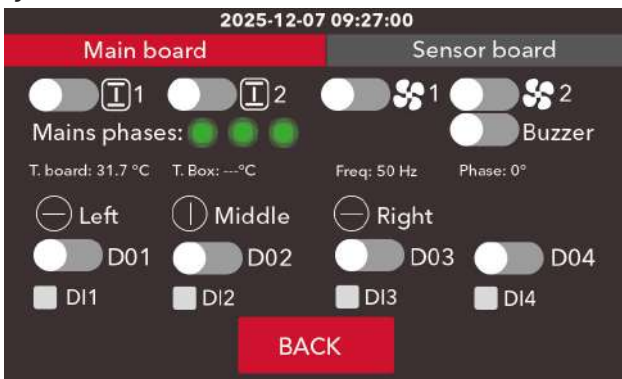 2025-12-07 09:27:00
Main board Sensor board
1 2 1 2
Mains phases: Buzzer
T. board: 31.7 °C T. Box: ---°C Freq: 50 Hz Phase: 0°
Left Middle Right
D01 D02 D03 D04
DI1 DI2 DI3 DI4
BACK